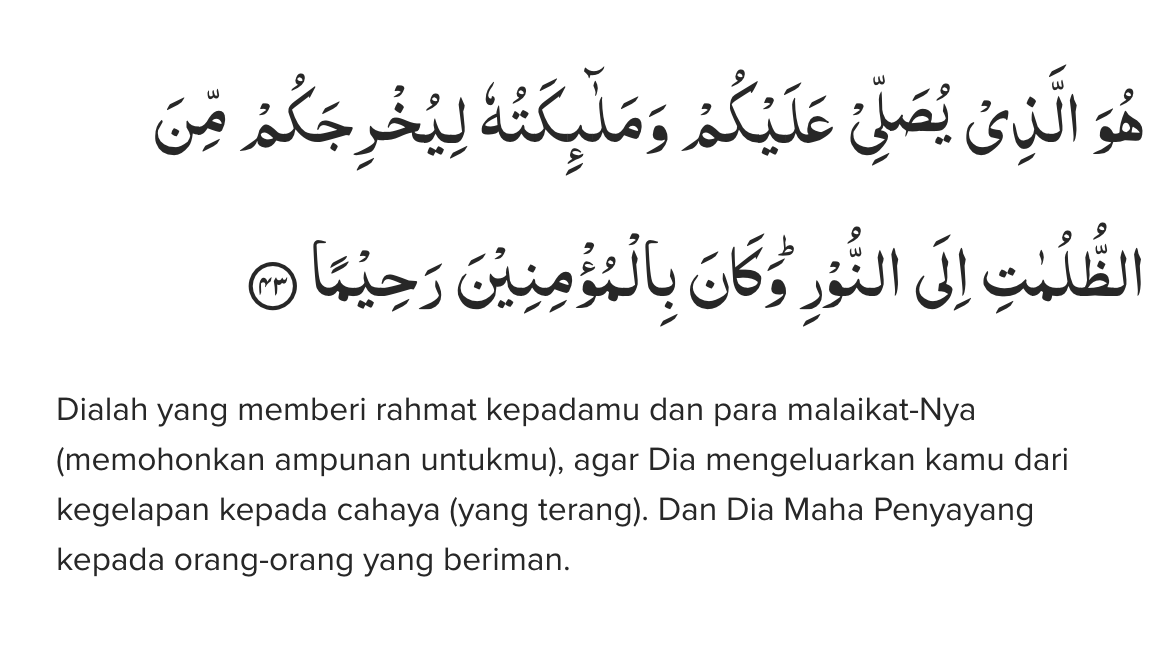 هُوَ الَّذِيْ يُصَلِّيْ عَلَيْكُمْ وَمَلٰۤىِٕكَتُهٗ لِيُخْرِجَكُمْ مِّنَ
الظُّلُمٰتِ اِلَى النُّوْرِۗ وَكَانَ بِالْمُؤْمِنِيْنَ رَحِيْمًا ۝٤٣
Dialah yang memberi rahmat kepadamu dan para malaikat-Nya
(memohonkan ampunan untukmu), agar Dia mengeluarkan kamu dari
kegelapan kepada cahaya (yang terang). Dan Dia Maha Penyayang
kepada orang-orang yang beriman.